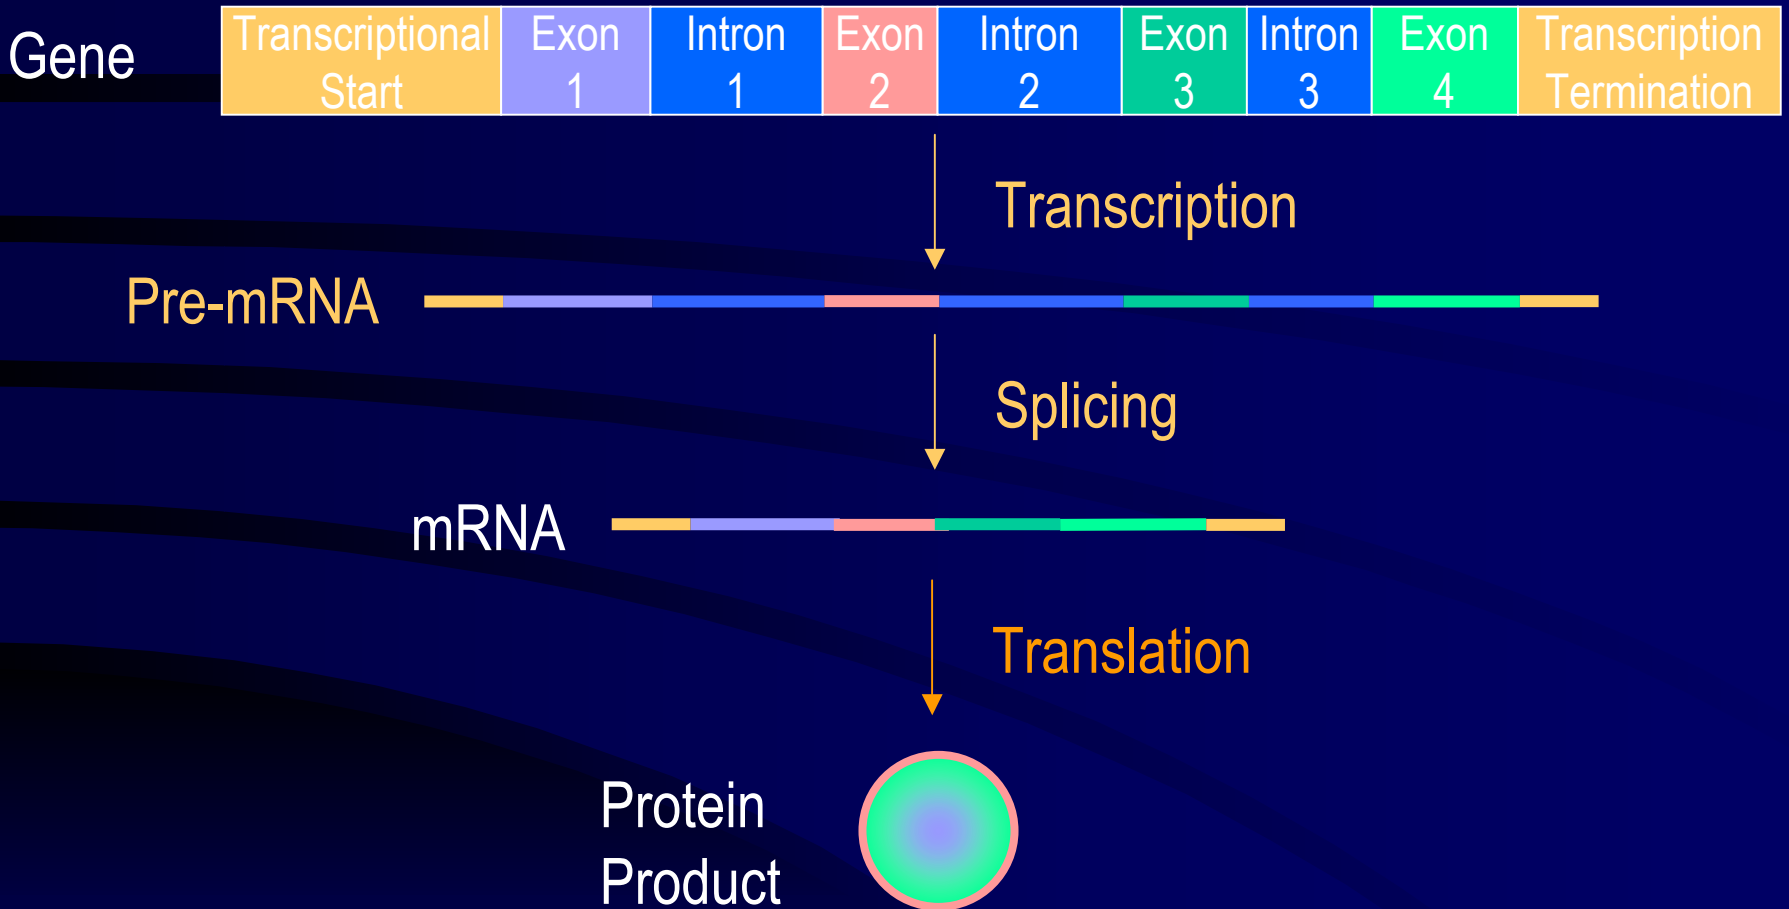 Gene
Transcriptional Start
Exon 1
Intron 1
Exon 2
Intron 2
Exon 3
Intron 3
Exon 4
Transcription Termination
Transcription
Pre-mRNA
Splicing
mRNA
Translation
Protein
Product